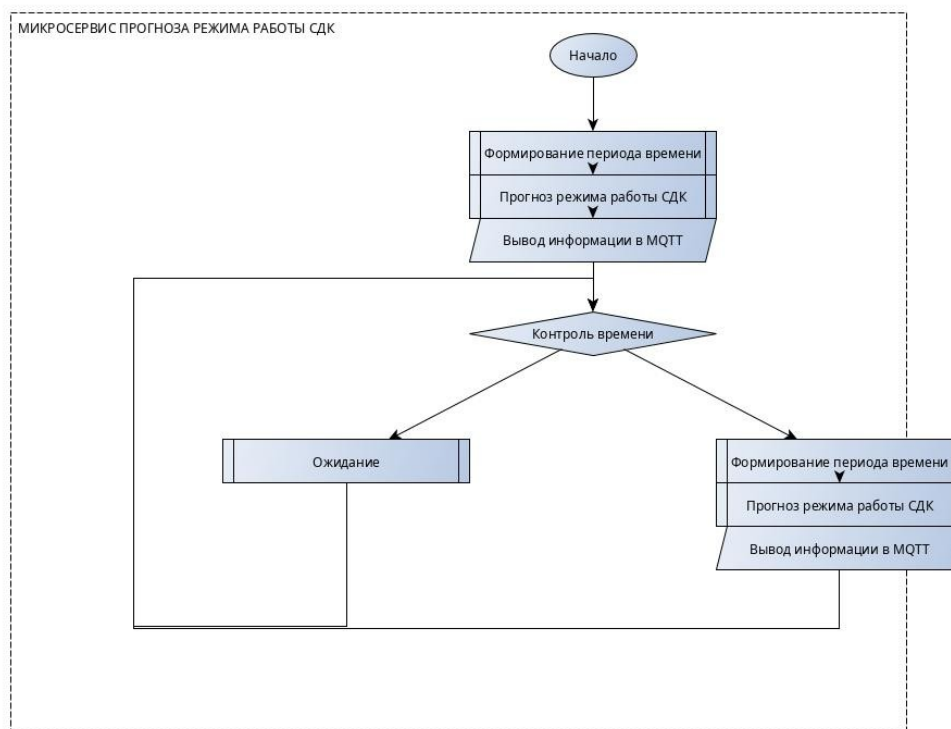 МИКРОСЕРВИС ПРОГНОЗА РЕЖИМА РАБОТЫ СДК
Начало
Формирование периода времени
Прогноз режима работы СДК
Вывод информации в MQTT
Контроль времени
Ожидание
Формирование периода времени
Прогноз режима работы СДК
Вывод информации в MQTT